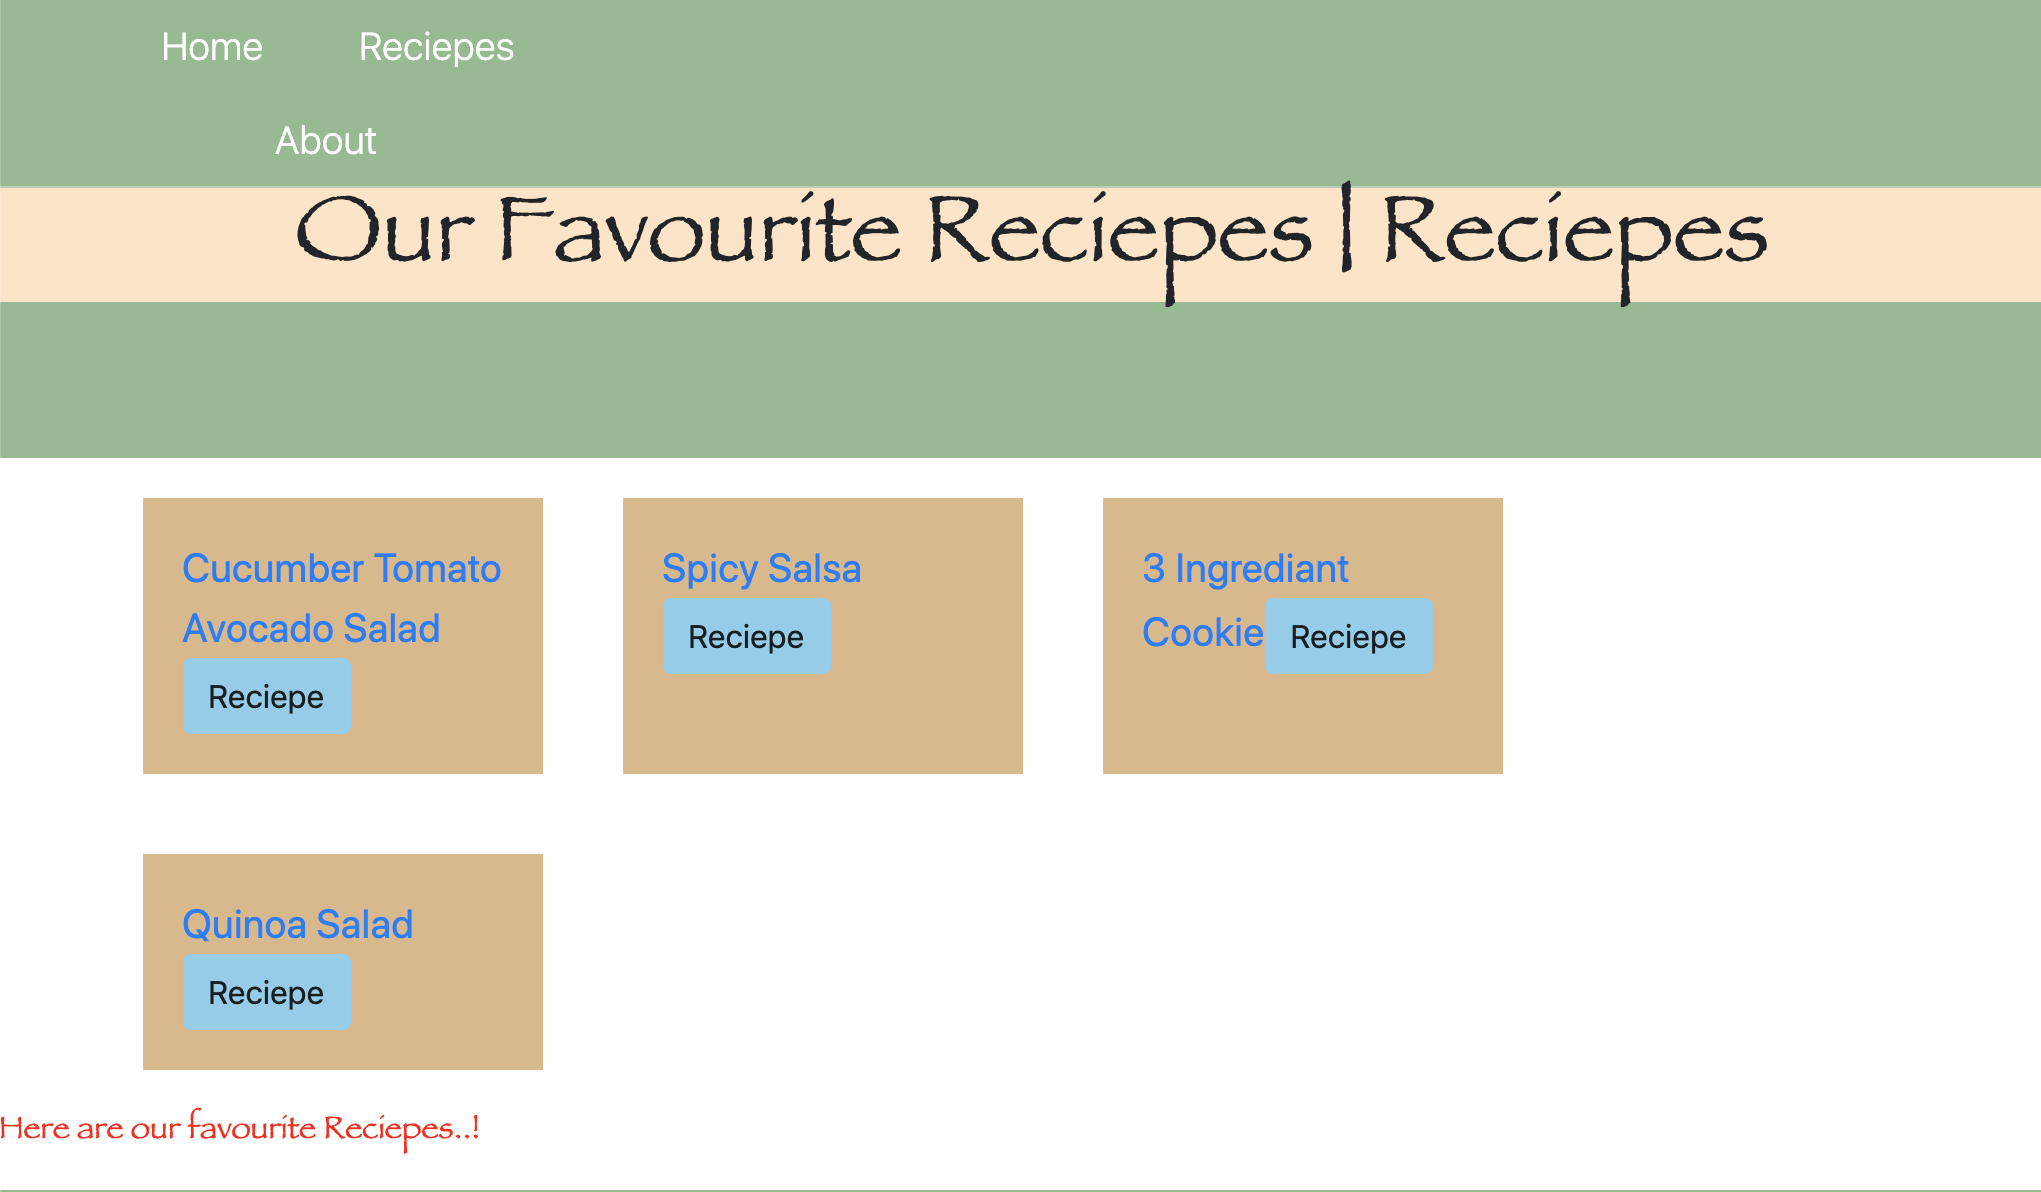 Home Reciepes
About
Our Favourite Reciepes | Reciepes
Cucumber Tomato
Avocado Salad
Reciepe
Spicy Salsa
Reciepe
3 Ingrediant
Cookie Reciepe
Quinoa Salad
Reciepe
Here are our favourite Reciepes..!